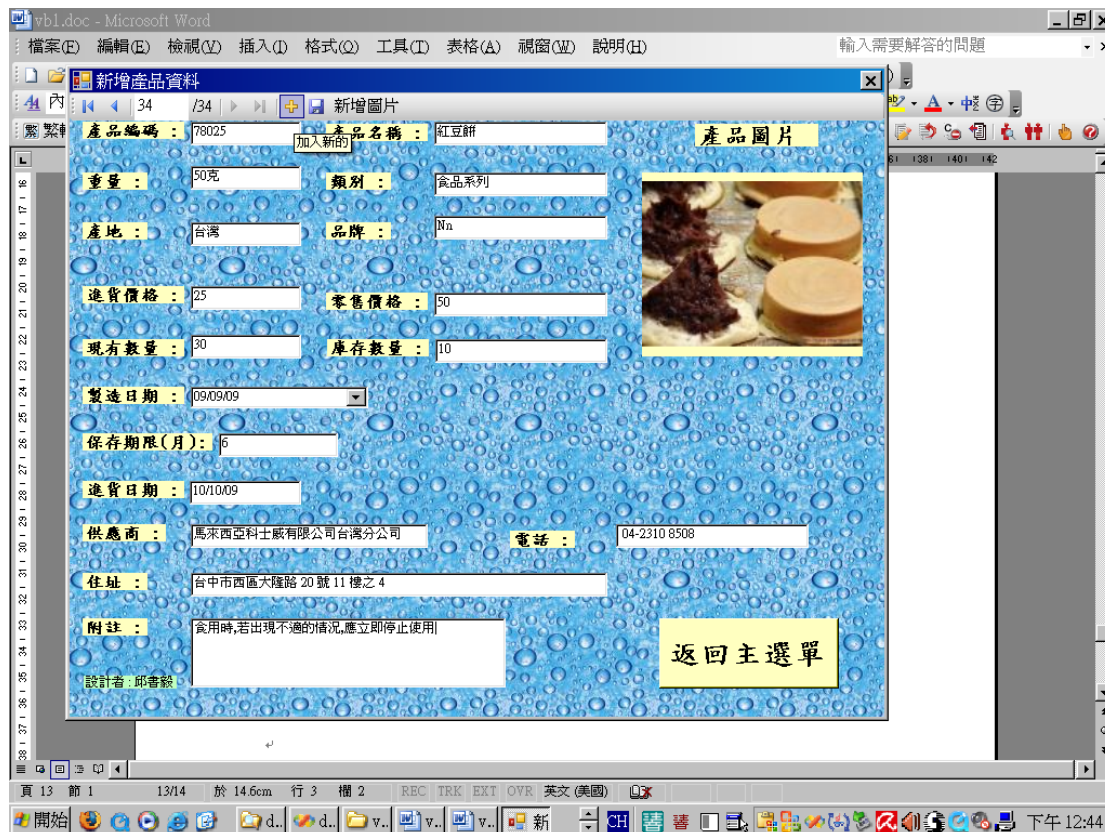 vb1.doc - Microsoft Word
檔案(F) 編輯(E) 檢視(V) 插入(I) 格式(O) 工具(T) 表格(A) 視窗(W) 說明(H) 輸入需要解答的問題
新增產品資料
34 /34 新增圖片
加入新的
產品編碼 : 78025 產品名稱 : 紅豆餅 產品圖片
重量 : 50克 類別 : 食品系列
產地 : 台灣 品牌 : Nn
進貨價格 : 25 零售價格 : 50
現有數量 : 30 庫存數量 : 10
製造日期 : 09/09/09
保存期限(月): 6
進貨日期 : 10/10/09
供應商 : 馬來西亞科士威有限公司台灣分公司 電話 : 04-2310 8508
住址 : 台中市西區大隆路 20 號 11 樓之 4
附註 : 食用時,若出現不適的情況,應立即停止使用
返回主選單
設計者:邱書毅
頁 13 節 1 13/14 於 14.6cm 行 3 欄 2 REC TRK EXT OVR 英文 (美國)
開始 d.. d.. v.. v.. v.. 新 CH 下午 12:44